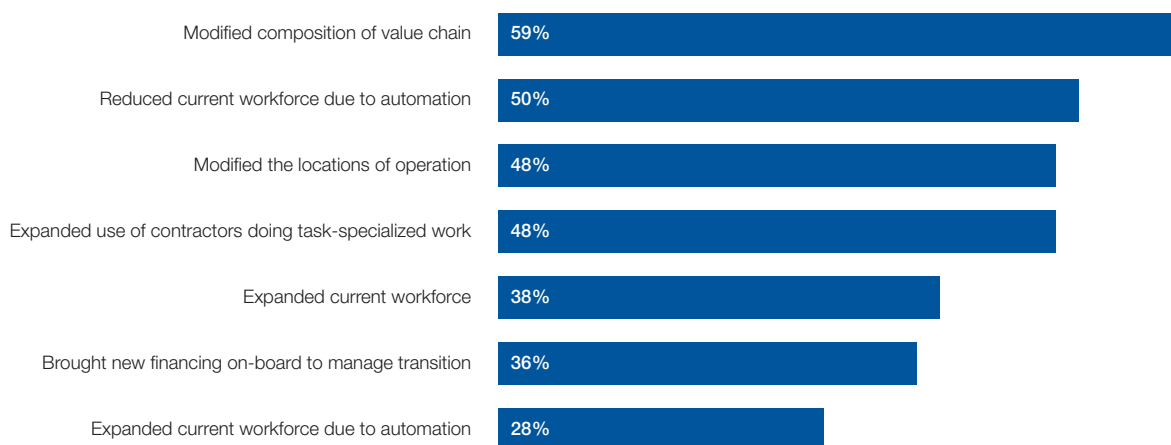 Modified composition of value chain 59%
Reduced current workforce due to automation 50%
Modified the locations of operation 48%
Expanded use of contractors doing task-specialized work 48%
Expanded current workforce 38%
Brought new financing on-board to manage transition 36%
Expanded current workforce due to automation 28%